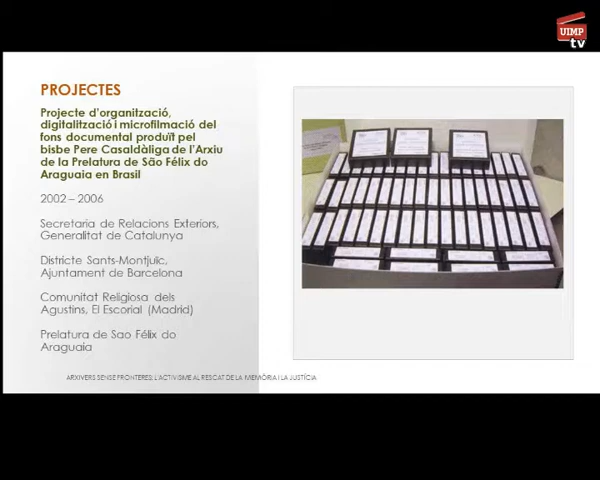 UIMP
tv
PROJECTES
Projecte d'organització,
digitalització i microfilmació del
fons documental produït pel
bisbe Pere Casaldàliga de l'Arxiu
de la Prelatura de São Félix do
Araguaia en Brasil
2002 – 2006
Secretaria de Relacions Exteriors,
Generalitat de Catalunya
Districte Sants-Montjuïc,
Ajuntament de Barcelona
Comunitat Religiosa dels
Agustins, El Escorial (Madrid)
Prelatura de Sao Félix do
Araguaia
ARXIVERS SENSE FRONTERES: L'ACTIVISME AL RESCAT DE LA MEMÒRIA I LA JUSTÍCIA